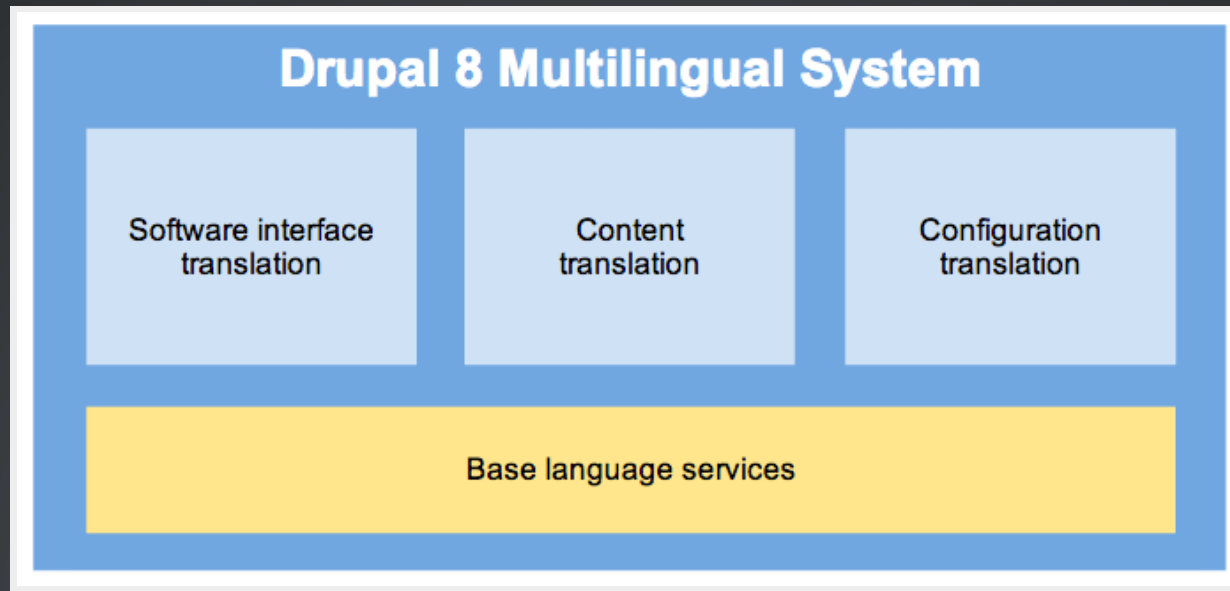 Drupal 8 Multilingual System
Software interface
translation
Content
translation
Configuration
translation
Base language services